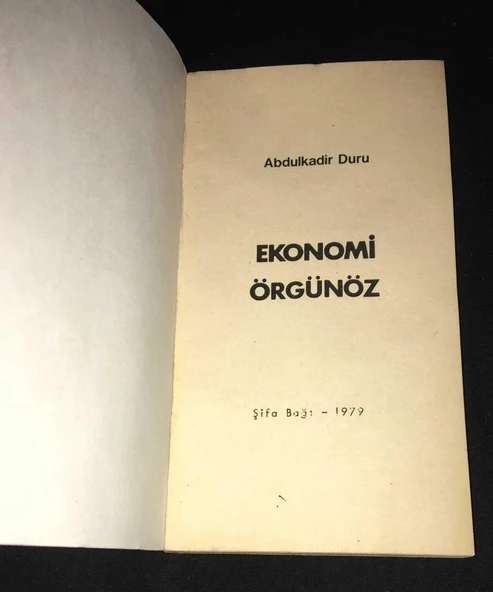 Abdulkadir Duru
EKONOMİ
ÖRGÜNÖZ
Şifa Bağı - 1979